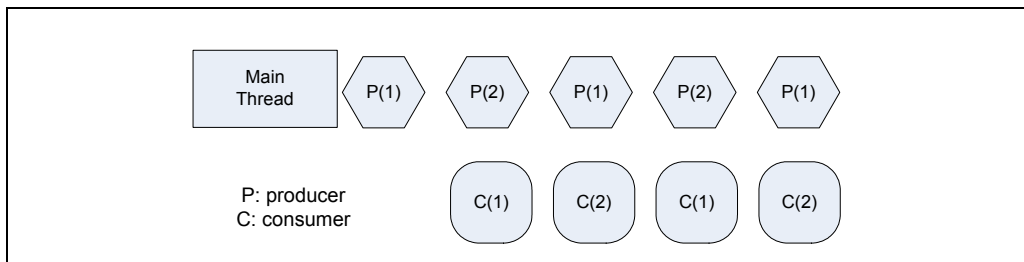 Main
Thread
P(1) P(2) P(1) P(2) P(1)
P: producer
C: consumer
C(1) C(2) C(1) C(2)